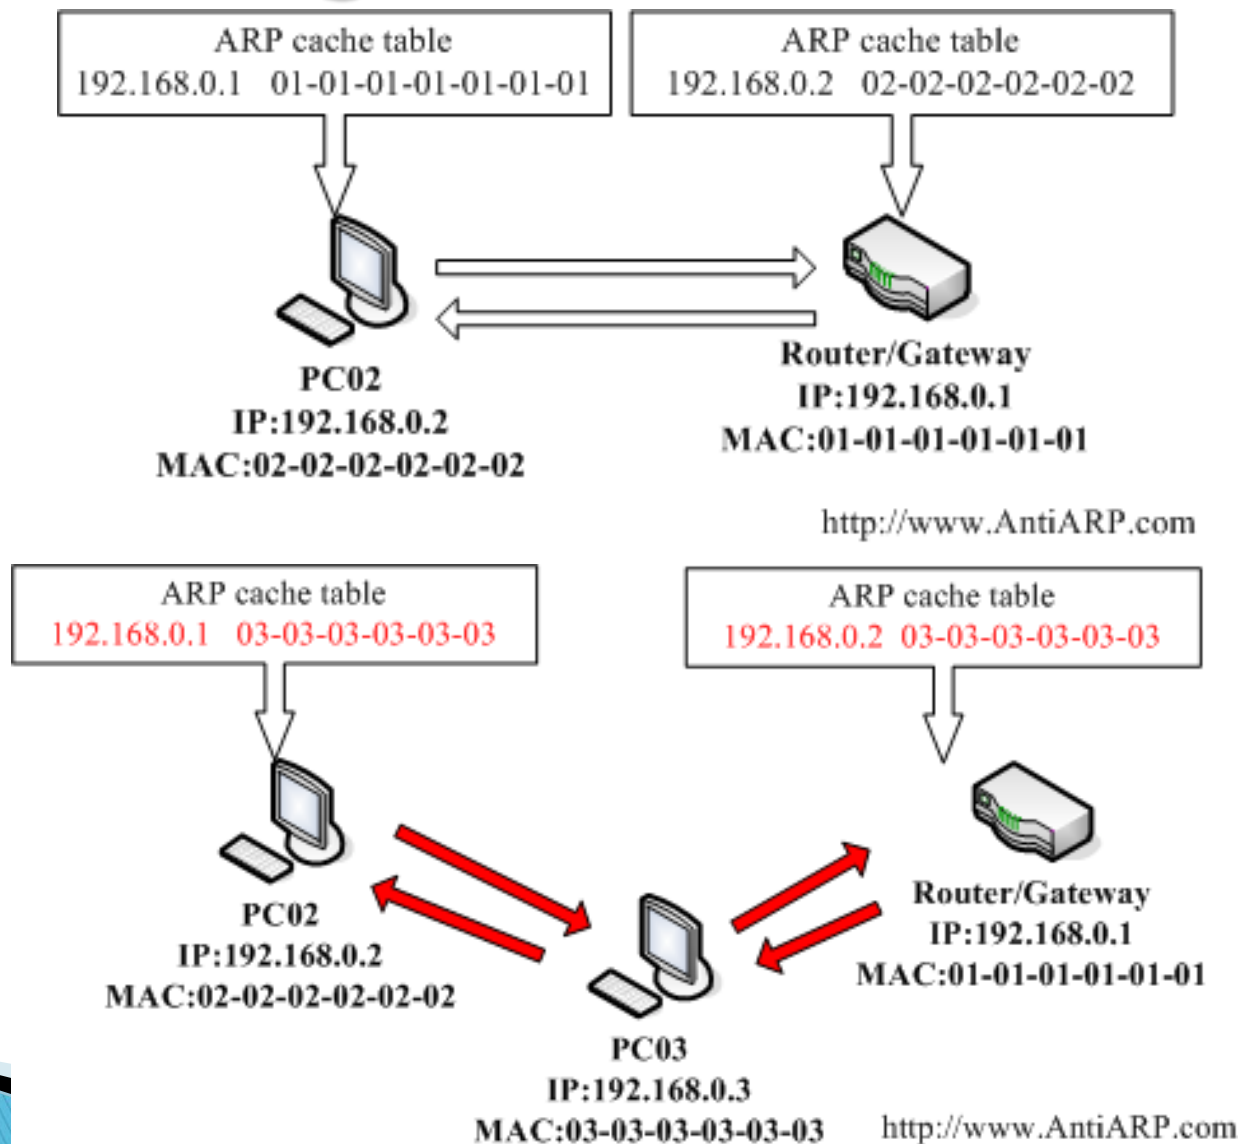 ARP cache table
192.168.0.1 01-01-01-01-01-01-01
ARP cache table
192.168.0.2 02-02-02-02-02-02
PC02
IP:192.168.0.2
MAC:02-02-02-02-02-02
Router/Gateway
IP:192.168.0.1
MAC:01-01-01-01-01-01
http://www.AntiARP.com
ARP cache table
192.168.0.1 03-03-03-03-03-03
ARP cache table
192.168.0.2 03-03-03-03-03-03
PC02
IP:192.168.0.2
MAC:02-02-02-02-02-02
Router/Gateway
IP:192.168.0.1
MAC:01-01-01-01-01-01
PC03
IP:192.168.0.3
MAC:03-03-03-03-03-03
http://www.AntiARP.com